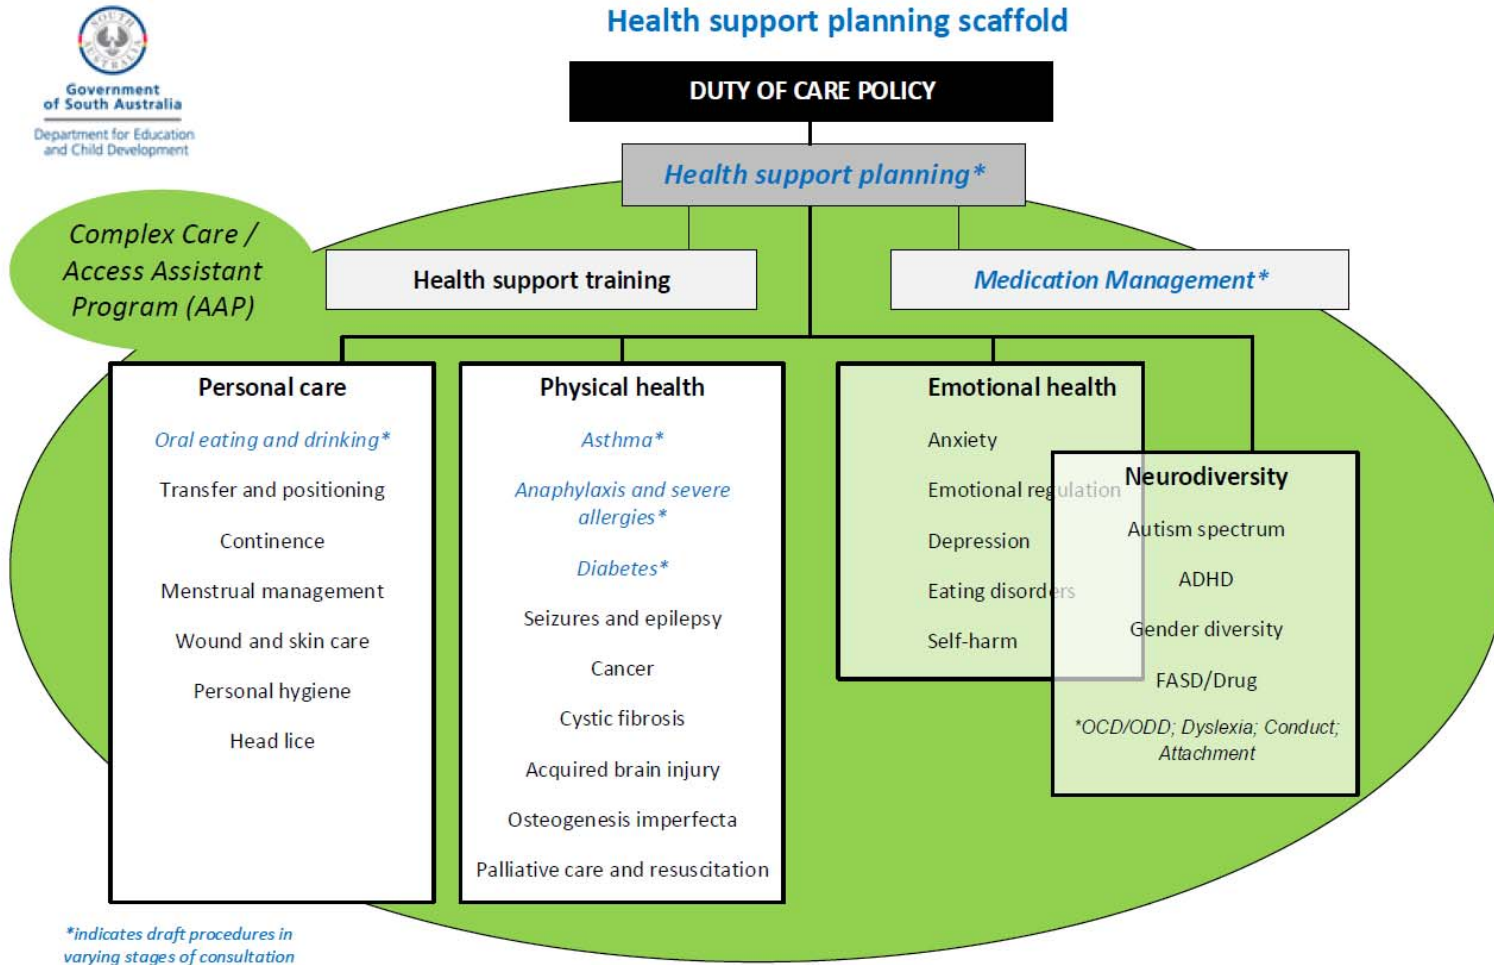 SOUTH
AUSTRALIA
Government
of South Australia
Department for Education
and Child Development
Health support planning scaffold
DUTY OF CARE POLICY
Health support planning*
Complex Care /
Access Assistant
Program (AAP)
Health support training
Medication Management*
Personal care
Oral eating and drinking*
Transfer and positioning
Continence
Menstrual management
Wound and skin care
Personal hygiene
Head lice
Physical health
Asthma*
Anaphylaxis and severe
allergies*
Diabetes*
Seizures and epilepsy
Cancer
Cystic fibrosis
Acquired brain injury
Osteogenesis imperfecta
Palliative care and resuscitation
Emotional health
Anxiety
Emotional regulation
Depression
Eating disorders
Self-harm
Neurodiversity
Autism spectrum
ADHD
Gender diversity
FASD/Drug
*OCD/ODD; Dyslexia; Conduct;
Attachment
*indicates draft procedures in
varying stages of consultation